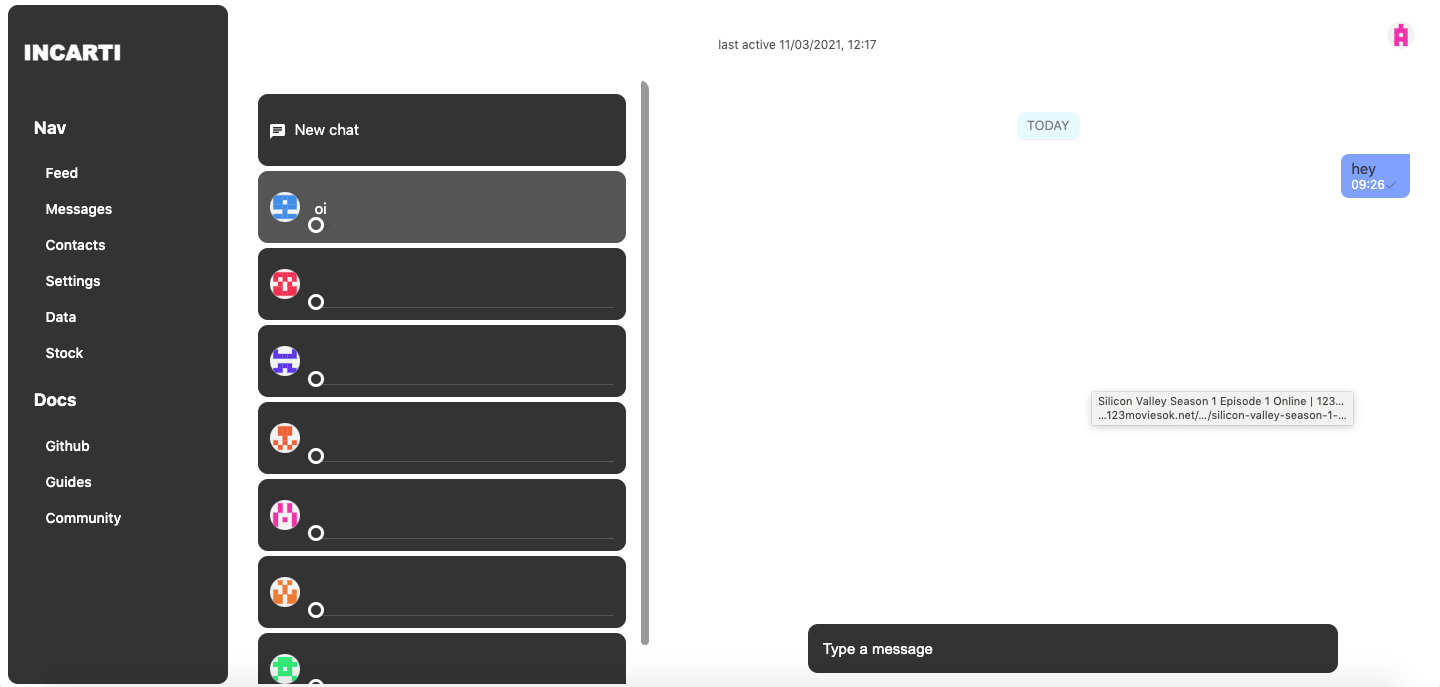 INCARTI
Nav
Feed
Messages
Contacts
Settings
Data
Stock
Docs
Github
Guides
Community
New chat
oi
last active 11/03/2021, 12:17
TODAY
hey
09:26
Silicon Valley Season 1 Episode 1 Online | 123...
...123moviesok.net/.../silicon-valley-season-1-...
Type a message